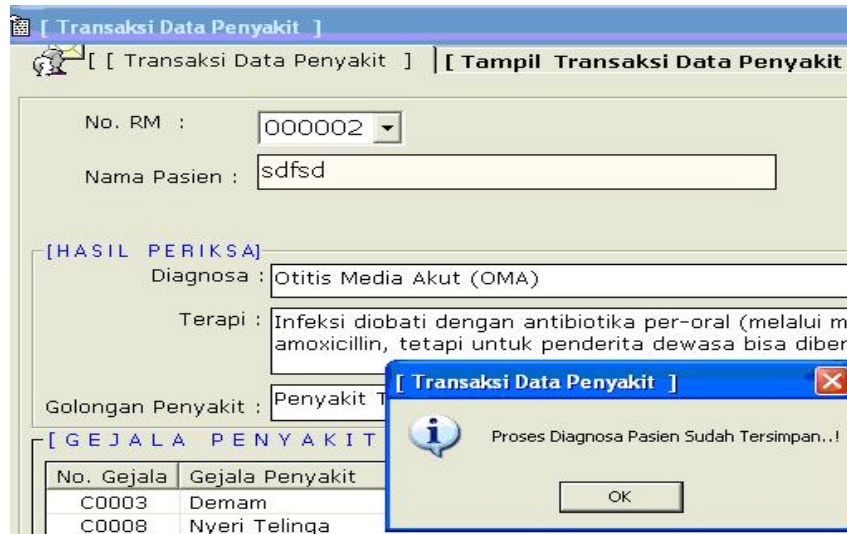 [ Transaksi Data Penyakit ]
[ [ Transaksi Data Penyakit ] [ Tampil Transaksi Data Penyakit
No. RM : 000002
Nama Pasien : sdfsd
[HASIL PERIKSA]
Diagnosa : Otitis Media Akut (OMA)
Terapi : Infeksi diobati dengan antibiotika per-oral (melalui
amoxicillin, tetapi untuk penderita dewasa bisa
Golongan Penyakit : Penyakit
[GEJALA PENYAKIT
No. Gejala Gejala Penyakit
C0003 Demam
C0008 Nyeri Telinga
[ Transaksi Data Penyakit ]
Proses Diagnosa Pasien Sudah Tersimpan..!
OK